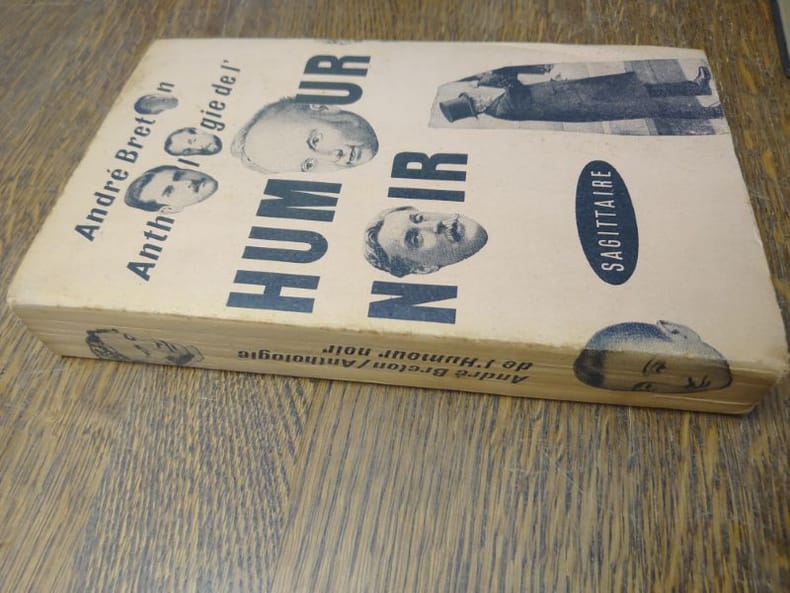 André Breton
Anthologie de l'
HUMOUR
NOIR
SAGITTAIRE
André Breton/Anthologie
de l'Humour noir